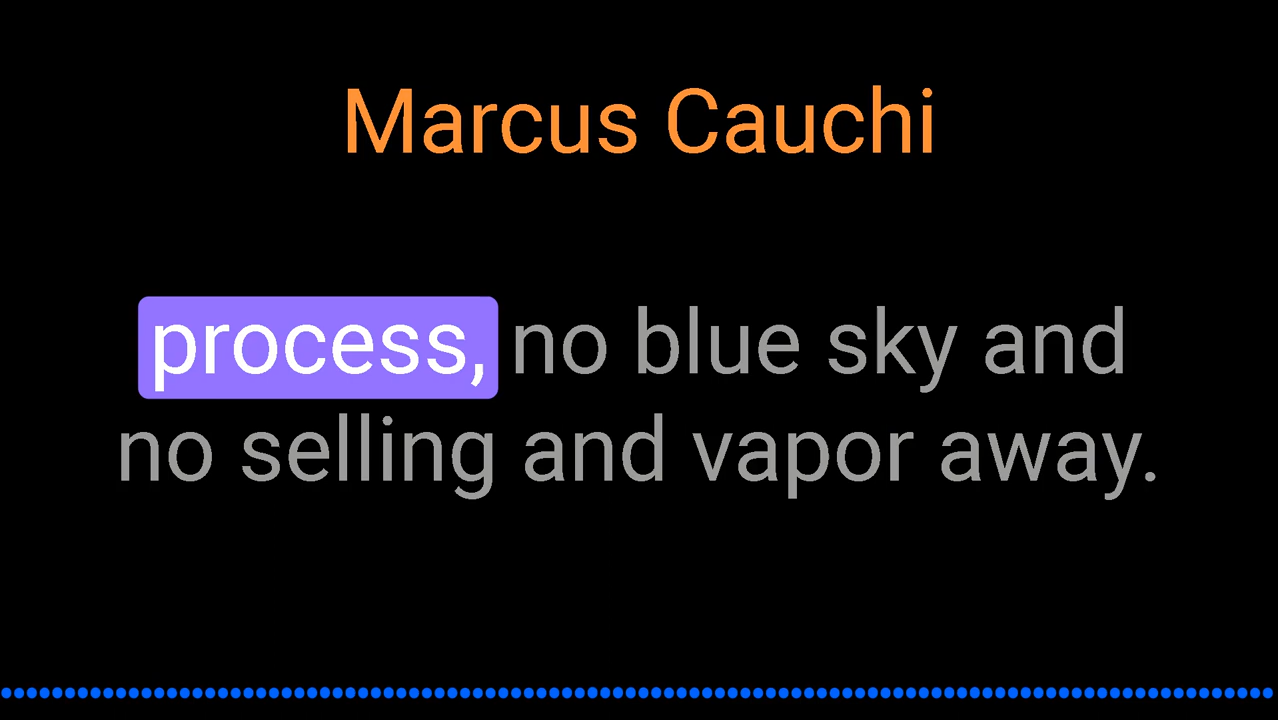 Marcus Cauchi
process, no blue sky and
no selling and vapor away.